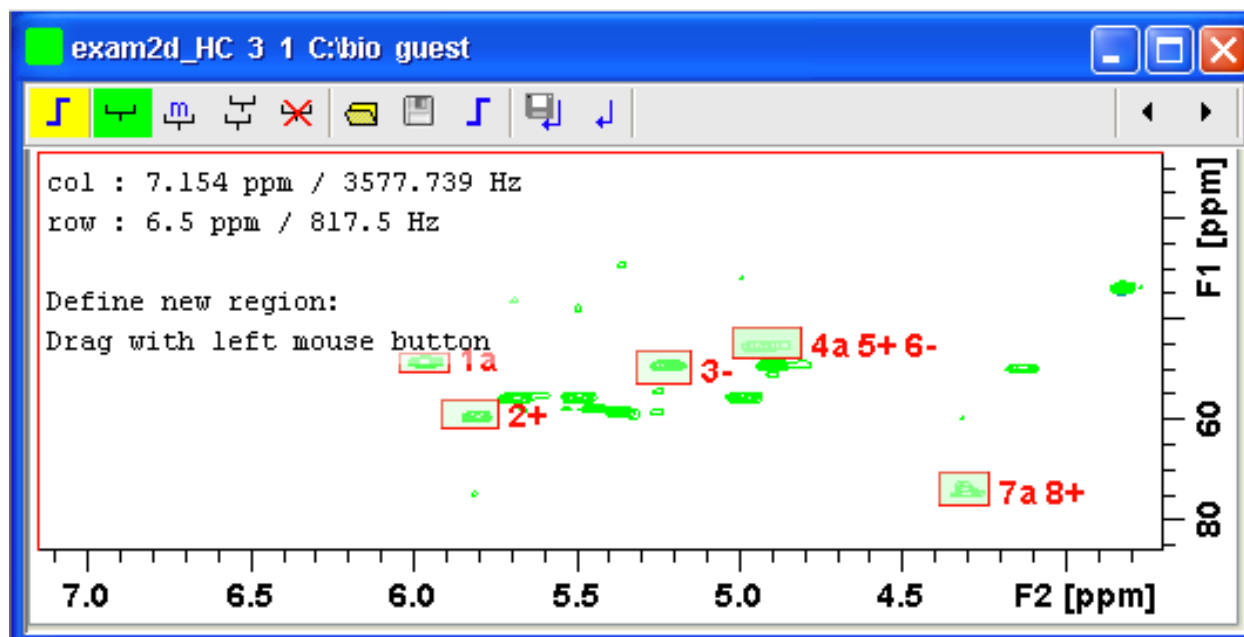 exam2d_HC 3 1 C:\bio guest
col : 7.154 ppm / 3577.739 Hz
row : 6.5 ppm / 817.5 Hz
Define new region:
Drag with left mouse button
1a
2+
3-
4a 5+ 6-
7a 8+
F1 [ppm]
60
80
7.0 6.5 6.0 5.5 5.0 4.5 F2 [ppm]